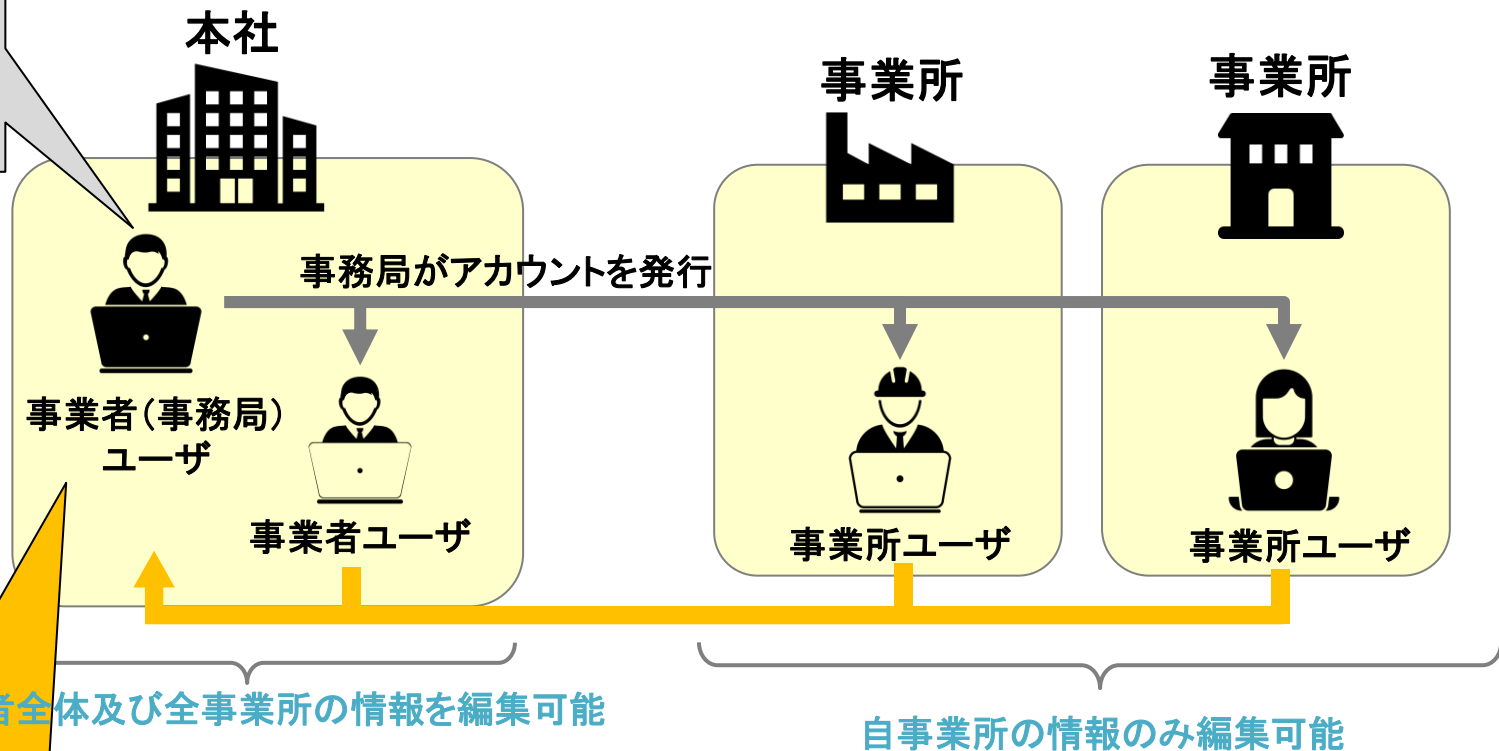 本社
事業所
事業所
事務局がアカウントを発行
事業者（事務局）
ユーザ
事業者ユーザ
事業所ユーザ
事業所ユーザ
者全体及び全事業所の情報を編集可能
自事業所の情報のみ編集可能